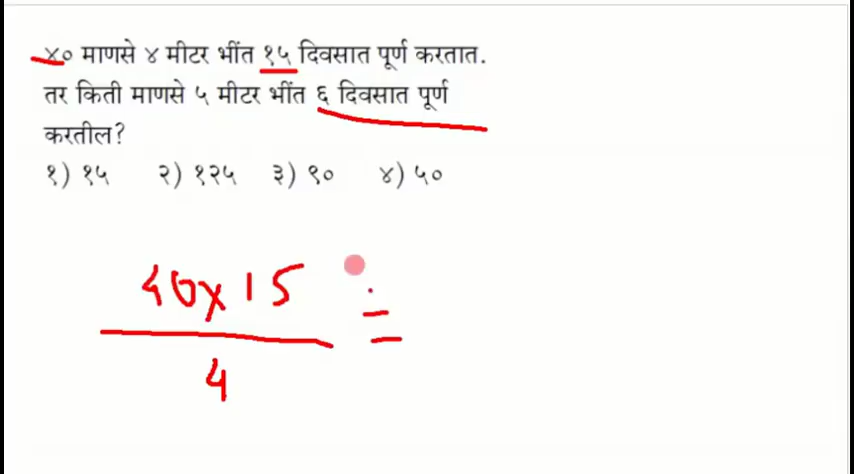 ४० माणसे ४ मीटर भींत १५ दिवसात पूर्ण करतात.
तर किती माणसे ५ मीटर भींत ६ दिवसात पूर्ण
करतील?
१) १५ २) १२५ ३) ९० ४) ५०
40x15
4
=